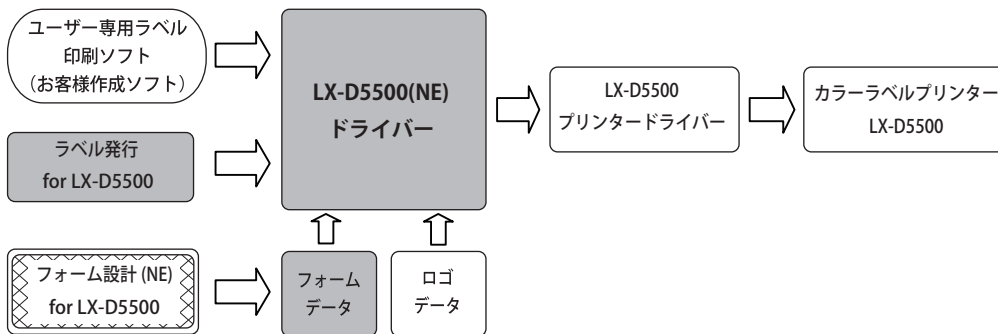 ユーザー専用ラベル
印刷ソフト
（お客様作成ソフト）
LX-D5500(NE)
ドライバー
LX-D5500
プリンタードライバー
カラーラベルプリンター
LX-D5500
ラベル発行
for LX-D5500
フォーム設計 (NE)
for LX-D5500
フォーム
データ
ロゴ
データ